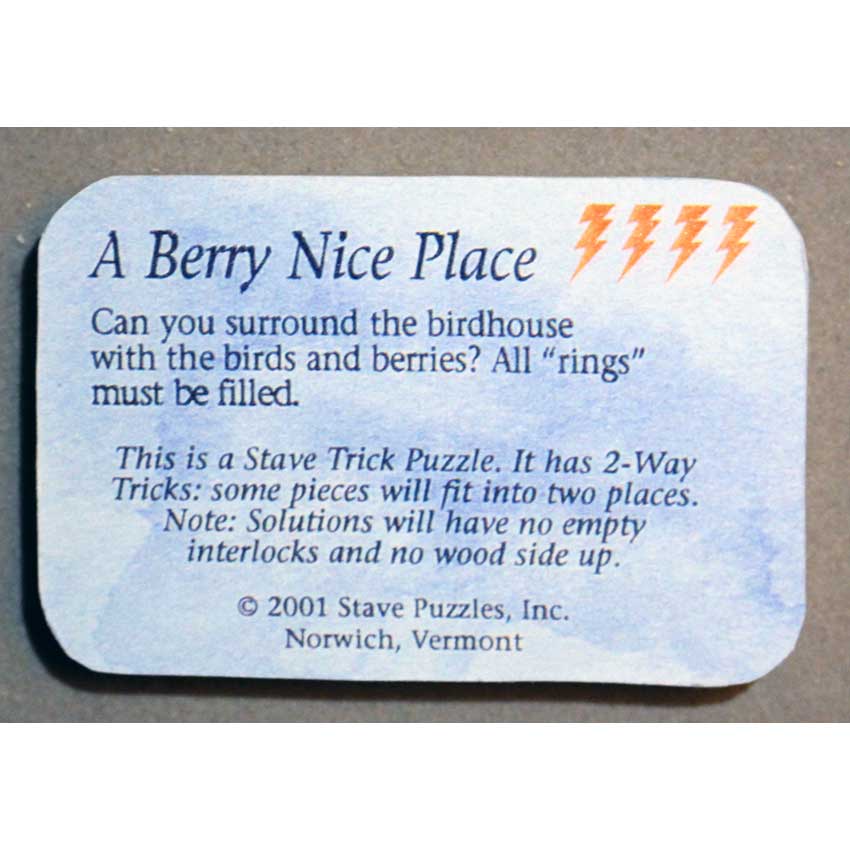 A Berry Nice Place
Can you surround the birdhouse
with the birds and berries? All “rings”
must be filled.
This is a Stave Trick Puzzle. It has 2-Way
Tricks: some pieces will fit into two places.
Note: Solutions will have no empty
interlocks and no wood side up.
© 2001 Stave Puzzles, Inc.
Norwich, Vermont